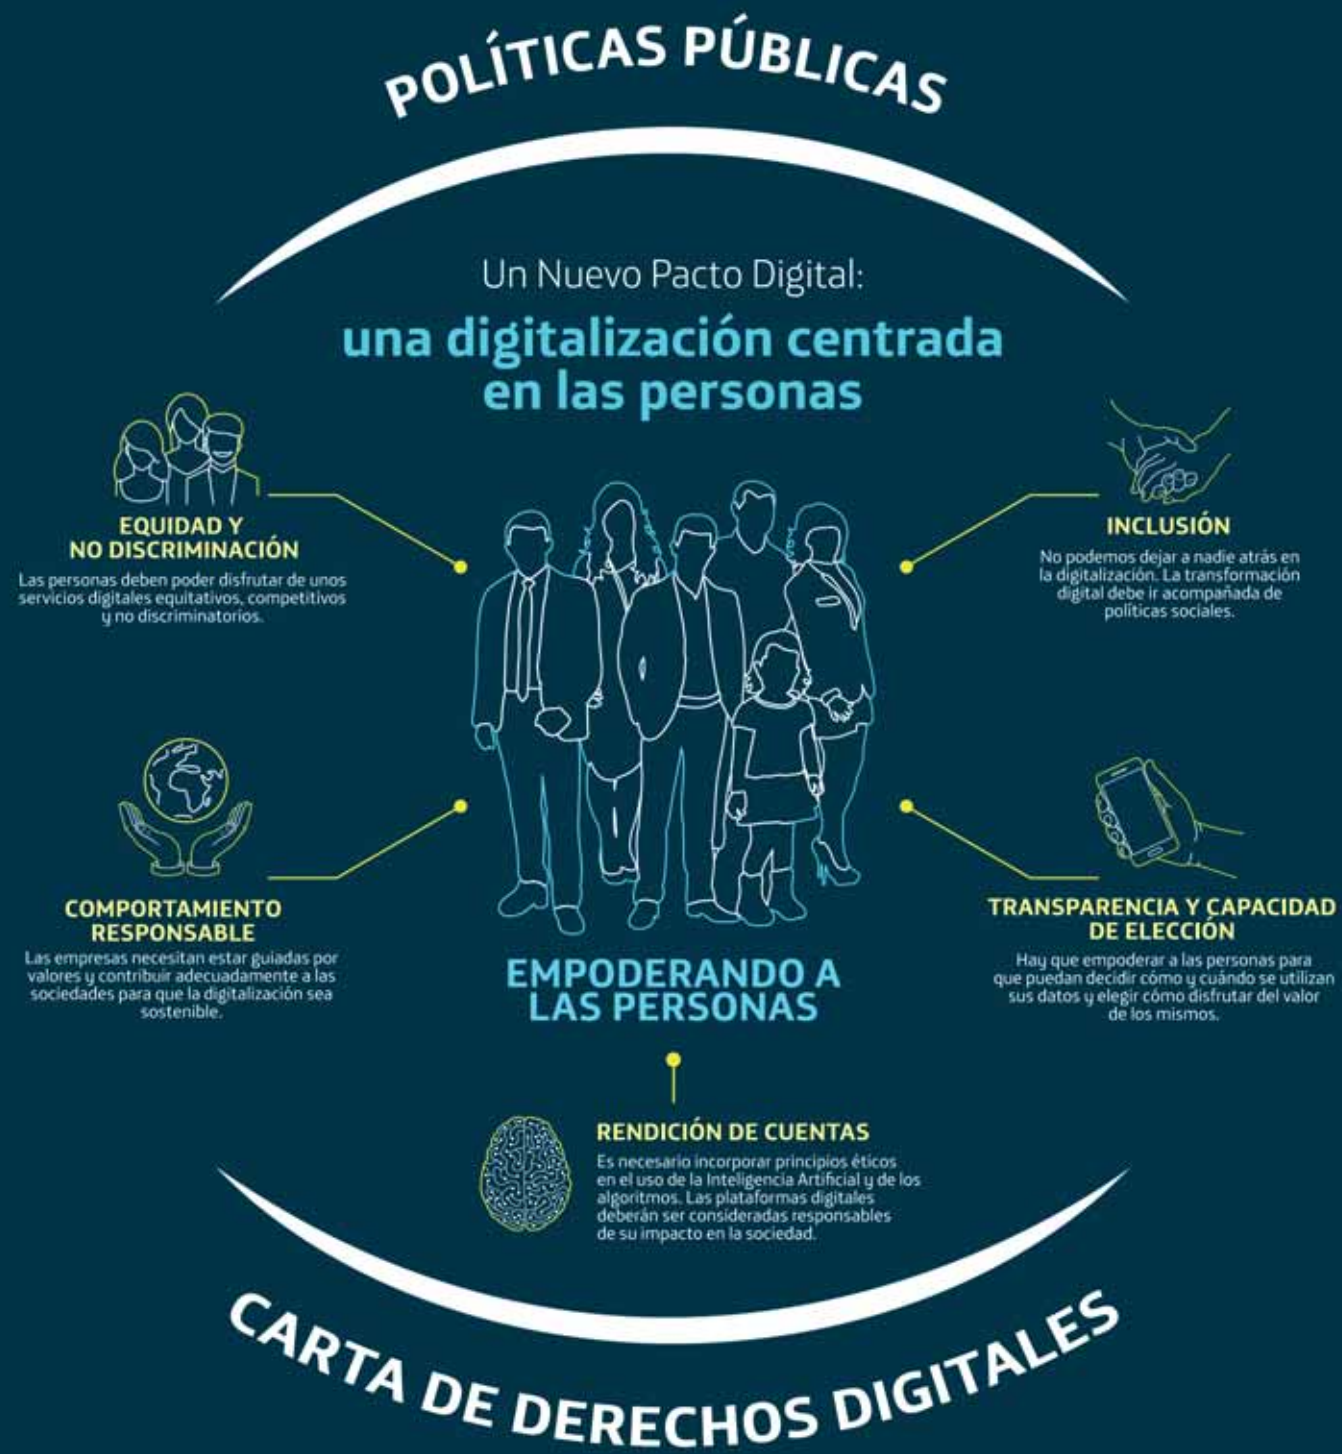 POLÍTICAS PÚBLICAS
Un Nuevo Pacto Digital:
una digitalización centrada
en las personas
EQUIDAD Y
NO DISCRIMINACIÓN
Las personas deben poder disfrutar de unos
servicios digitales equitativos, competitivos
y no discriminatorios.
INCLUSIÓN
No podemos dejar a nadie atrás en
la digitalización. La transformación
digital debe ir acompañada de
políticas sociales.
COMPORTAMIENTO
RESPONSABLE
Las empresas necesitan estar guiadas por
valores y contribuir adecuadamente a las
sociedades para que la digitalización sea
sostenible.
TRANSPARENCIA Y CAPACIDAD
DE ELECCIÓN
Hay que empoderar a las personas para
que puedan decidir cómo y cuándo se utilizan
sus datos y elegir cómo disfrutar del valor
de los mismos.
EMPODERANDO A
LAS PERSONAS
RENDICIÓN DE CUENTAS
Es necesario incorporar principios éticos
en el uso de la Inteligencia Artificial y de los
algoritmos. Las plataformas digitales
deberán ser consideradas responsables
de su impacto en la sociedad.
CARTA DE DERECHOS DIGITALES